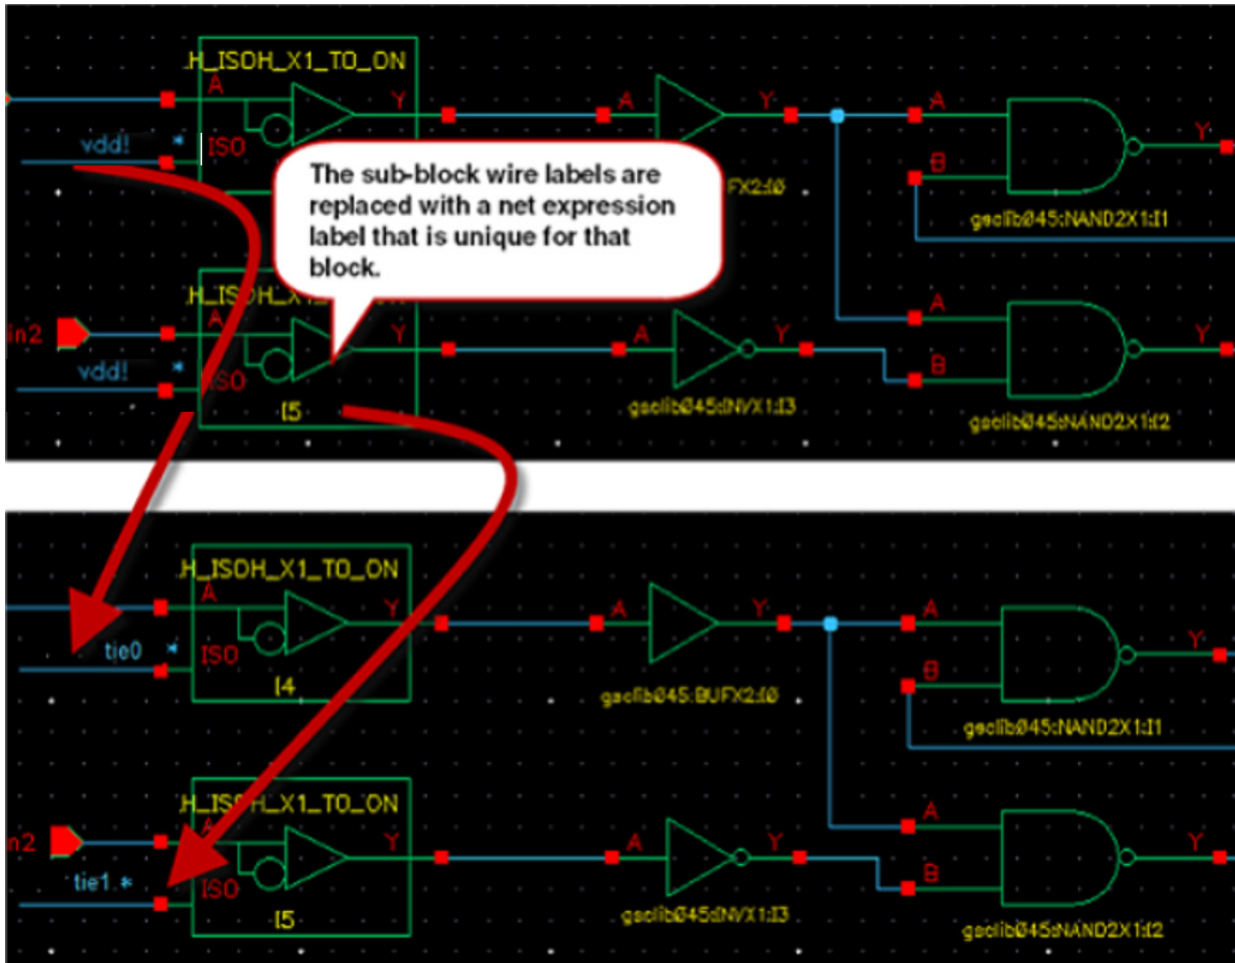 .H_ISOH_X1_TO_ON
A
Y
A
Y
A
Y
vdd!
*
ISO
B
The sub-block wire labels are
replaced with a net expression
label that is unique for that
block.
FX2:I0
gsclib045:NAND2X1:I1
A
Y
in2
A
Y
A
Y
B
vdd!
*
ISO
I5
gsclib045:INVX1:I3
gsclib045:NAND2X1:I2
H_ISOH_X1_TO_ON
A
Y
A
Y
A
Y
tie0
*
ISO
B
I4
gsclib045:BUFX2:I0
gsclib045:NAND2X1:I1
A
Y
n2
Y
A
Y
B
tie1
*
ISO
I5
gsclib045:INVX1:I3
gsclib045:NAND2X1:I2